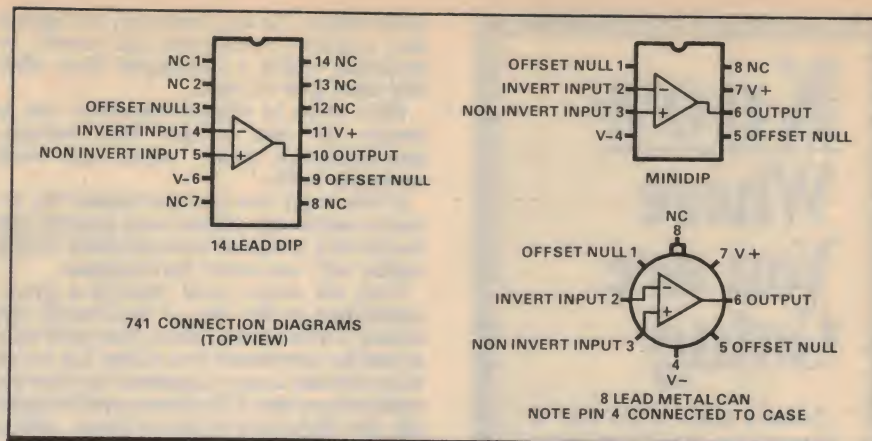 NC 1
NC 2
OFFSET NULL 3
INVERT INPUT 4
NON INVERT INPUT 5
V- 6
NC 7
14 NC
13 NC
12 NC
11 V +
10 OUTPUT
9 OFFSET NULL
8 NC
- +
14 LEAD DIP
741 CONNECTION DIAGRAMS
(TOP VIEW)
OFFSET NULL 1
INVERT INPUT 2
NON INVERT INPUT 3
V- 4
8 NC
7 V +
6 OUTPUT
5 OFFSET NULL
- +
MINIDIP
NC
8
OFFSET NULL 1
7 V +
INVERT INPUT 2
6 OUTPUT
NON INVERT INPUT 3
5 OFFSET NULL
- +
4
V-
8 LEAD METAL CAN
NOTE PIN 4 CONNECTED TO CASE